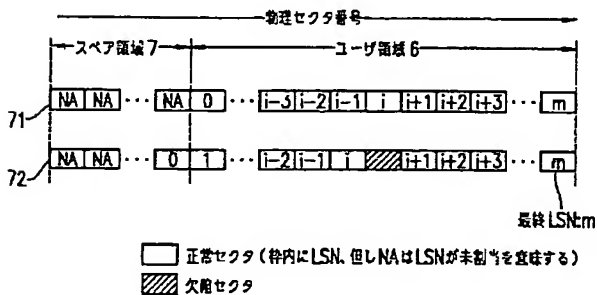 物理セクタ番号
スペア領域7 ユーザ領域6
71 NA NA ... NA 0 ... i-3 i-2 i-1 i i+1 i+2 i+3 ... m
72 NA NA ... 0 1 ... i-2 i-1 i i+1 i+2 i+3 ... m
最終LSN:m
正常セクタ(枠内にLSN、但しNAはLSNが未割当を意味する)
欠陥セクタ